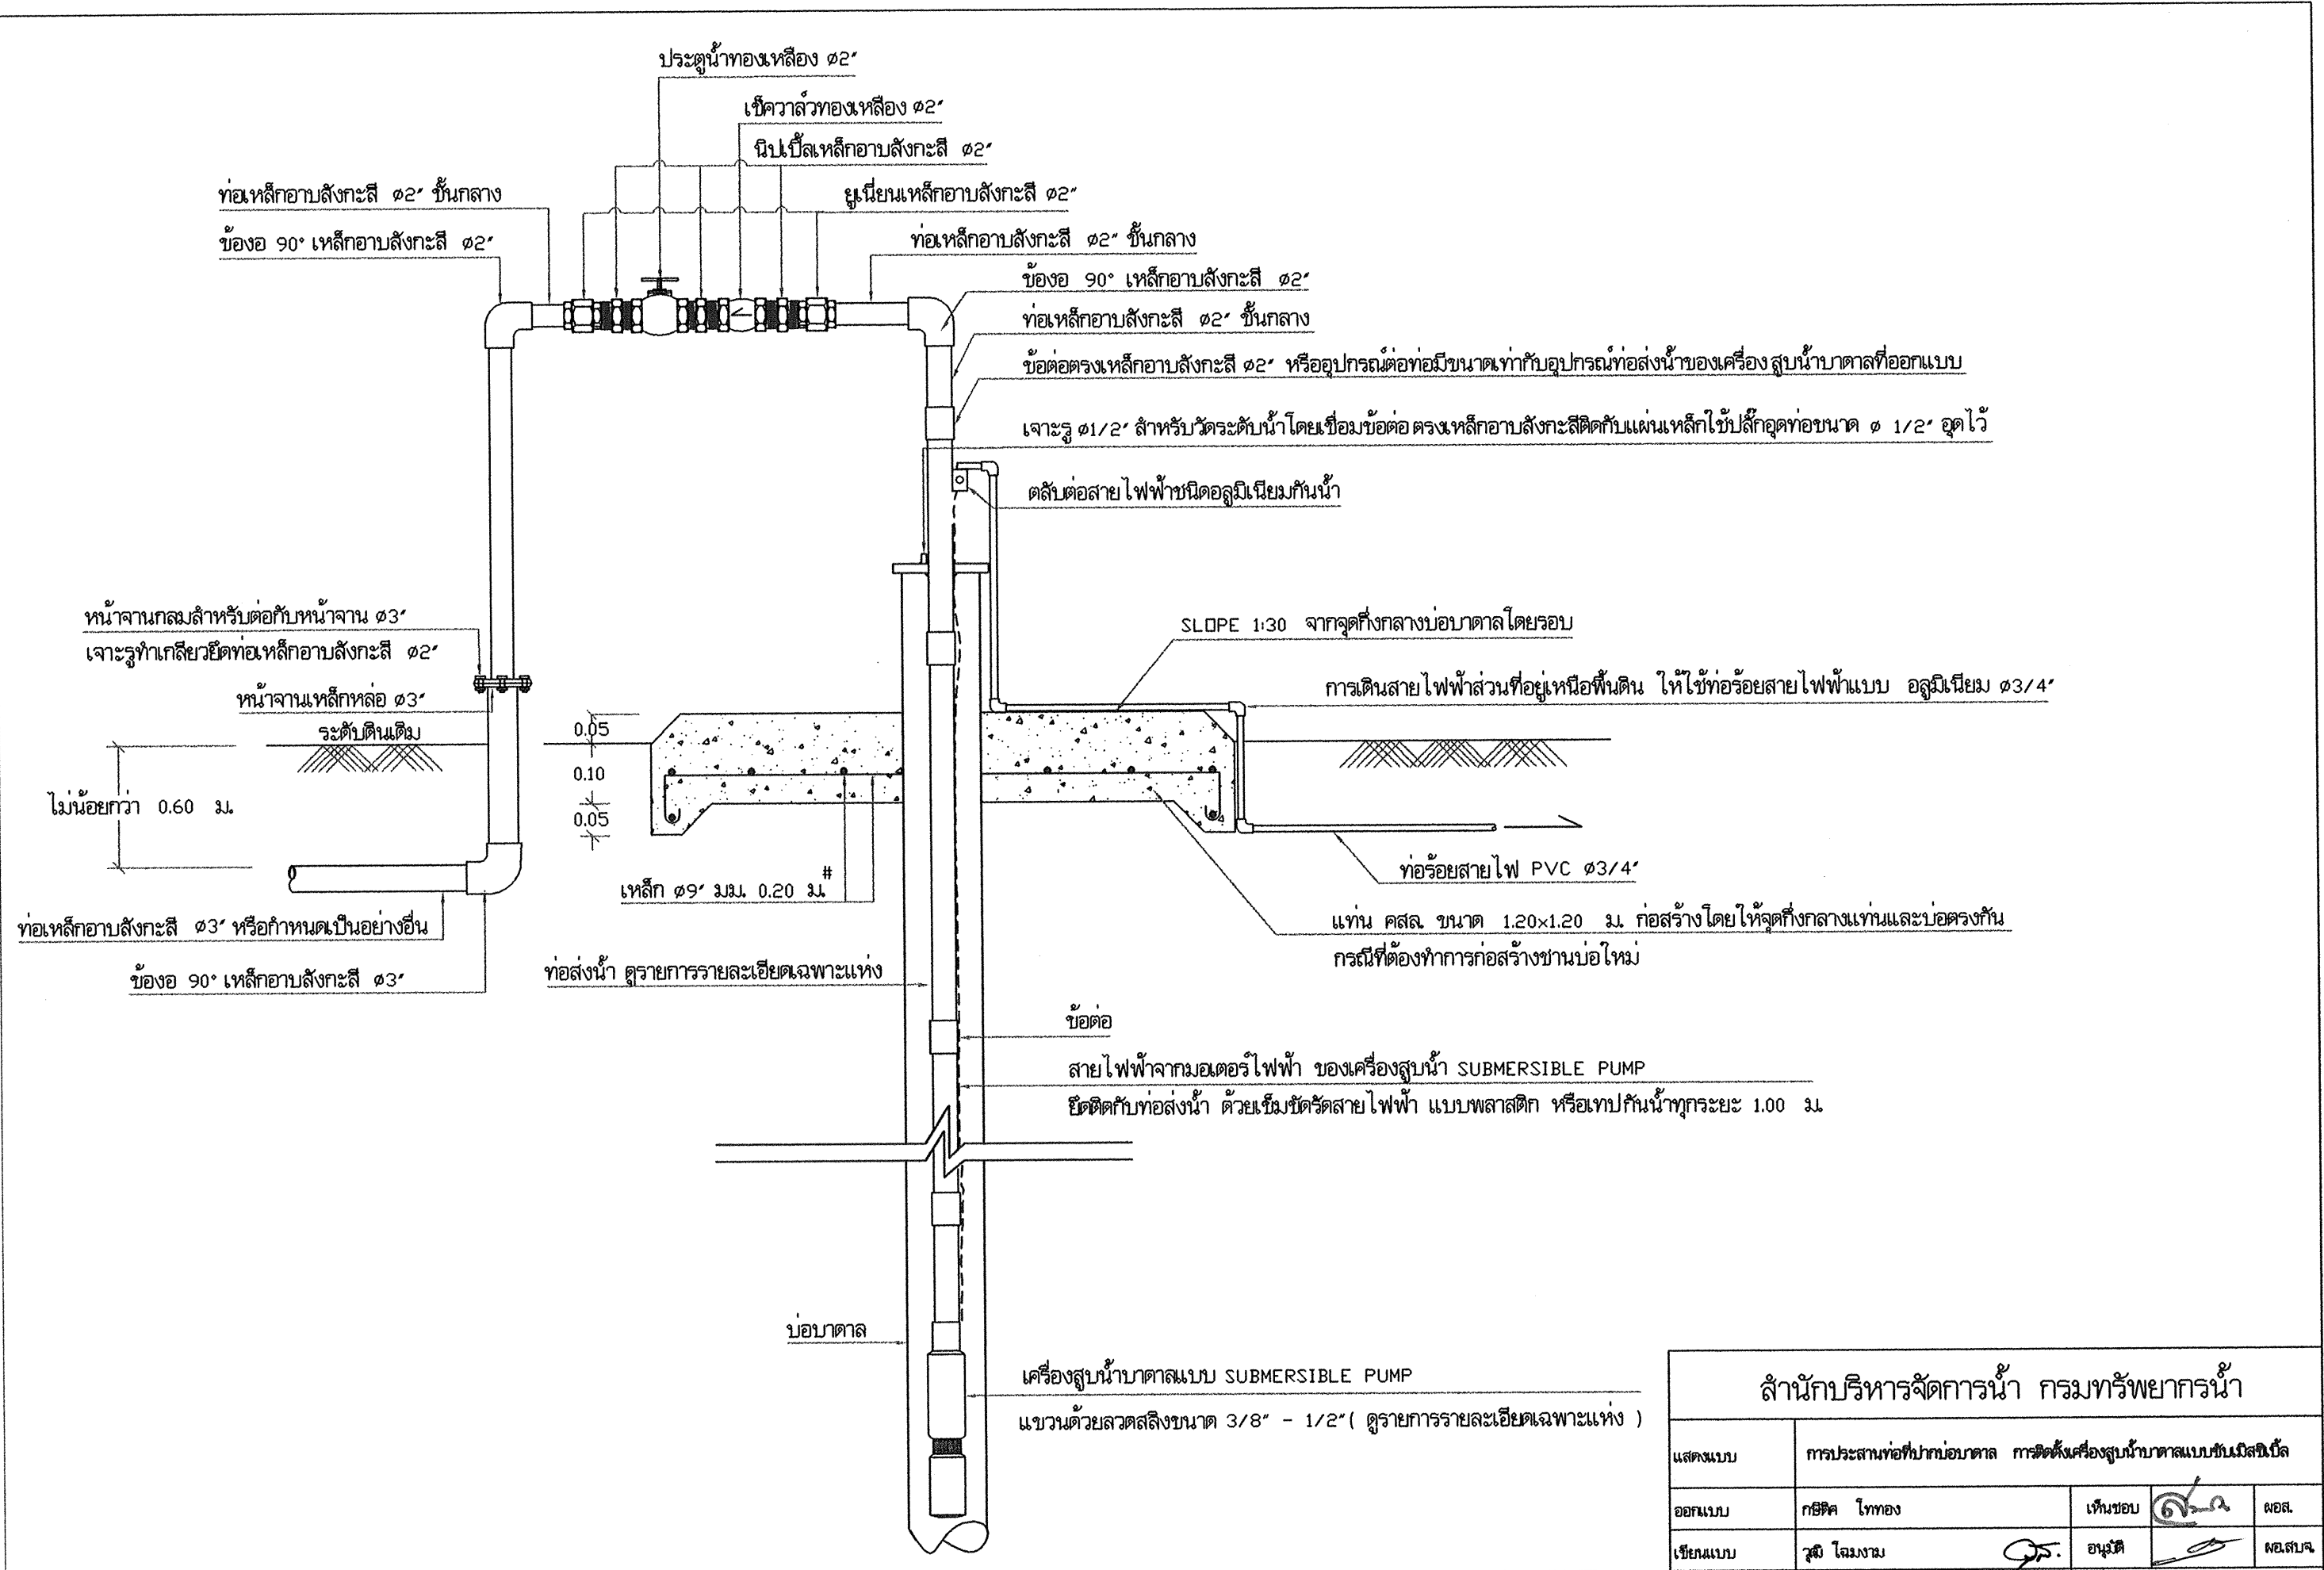 ประตูน้ำทองเหลือง ø2"
เช็ควาล์วทองเหลือง ø2"
นิปเปิ้ลเหล็กอาบสังกะสี ø2"
ท่อเหล็กอาบสังกะสี ø2" ชั้นกลาง
ยูเนี่ยนเหล็กอาบสังกะสี ø2"
ข้องอ 90° เหล็กอาบสังกะสี ø2"
ท่อเหล็กอาบสังกะสี ø2" ชั้นกลาง
ข้องอ 90° เหล็กอาบสังกะสี ø2"
ท่อเหล็กอาบสังกะสี ø2" ชั้นกลาง
ข้อต่อตรงเหล็กอาบสังกะสี ø2" หรืออุปกรณ์ต่อท่อมีขนาดเท่ากับอุปกรณ์ท่อส่งน้ำของเครื่องสูบน้ำบาดาลที่ออกแบบ
เจาะรู ø1/2" สำหรับวัดระดับน้ำโดยเชื่อมข้อต่อตรงเหล็กอาบสังกะสีติดกับแผ่นเหล็กใช้ปลั๊กอุดท่อขนาด ø 1/2" อุดไว้
ตลับต่อสายไฟฟ้าชนิดอลูมิเนียมกันน้ำ
หน้าจานกลมสำหรับต่อกับหน้าจาน ø3"
เจาะรูทำเกลียวยึดท่อเหล็กอาบสังกะสี ø2"
SLOPE 1:30 จากจุดกึ่งกลางบ่อบาดาลโดยรอบ
หน้าจานเหล็กหล่อ ø3"
การเดินสายไฟฟ้าส่วนที่อยู่เหนือพื้นดิน ให้ใช้ท่อร้อยสายไฟฟ้าแบบ อลูมิเนียม ø3/4"
ระดับดินเดิม
0.05
0.10
0.05
ไม่น้อยกว่า 0.60 ม.
เหล็ก ø9" มม. 0.20 ม.#
ท่อร้อยสายไฟ PVC ø3/4"
ท่อเหล็กอาบสังกะสี ø3" หรือกำหนดเป็นอย่างอื่น
แท่น คสล. ขนาด 1.20x1.20 ม. ก่อสร้างโดยให้จุดกึ่งกลางแท่นและบ่อตรงกัน
กรณีที่ต้องทำการก่อสร้างชานบ่อใหม่
ข้องอ 90° เหล็กอาบสังกะสี ø3"
ท่อส่งน้ำ ดูรายการรายละเอียดเฉพาะแห่ง
ข้อต่อ
สายไฟฟ้าจากมอเตอร์ไฟฟ้า ของเครื่องสูบน้ำ SUBMERSIBLE PUMP
ยึดติดกับท่อส่งน้ำ ด้วยเข็มขัดรัดสายไฟฟ้า แบบพลาสติก หรือเทปกันน้ำทุกระยะ 1.00 ม.
บ่อบาดาล
เครื่องสูบน้ำบาดาลแบบ SUBMERSIBLE PUMP
แขวนด้วยลวดสลิงขนาด 3/8" - 1/2"( ดูรายการรายละเอียดเฉพาะแห่ง )
สำนักบริหารจัดการน้ำ กรมทรัพยากรน้ำ
แสดงแบบ การประสานท่อที่ปากบ่อบาดาล การติดตั้งเครื่องสูบน้ำบาดาลแบบซับเมิสซิเบิ้ล
ออกแบบ กษิดิศ โททอง เห็นชอบ ผอส.
เขียนแบบ วุฒิ โฉมงาม อนุมัติ ผอ.สบจ.